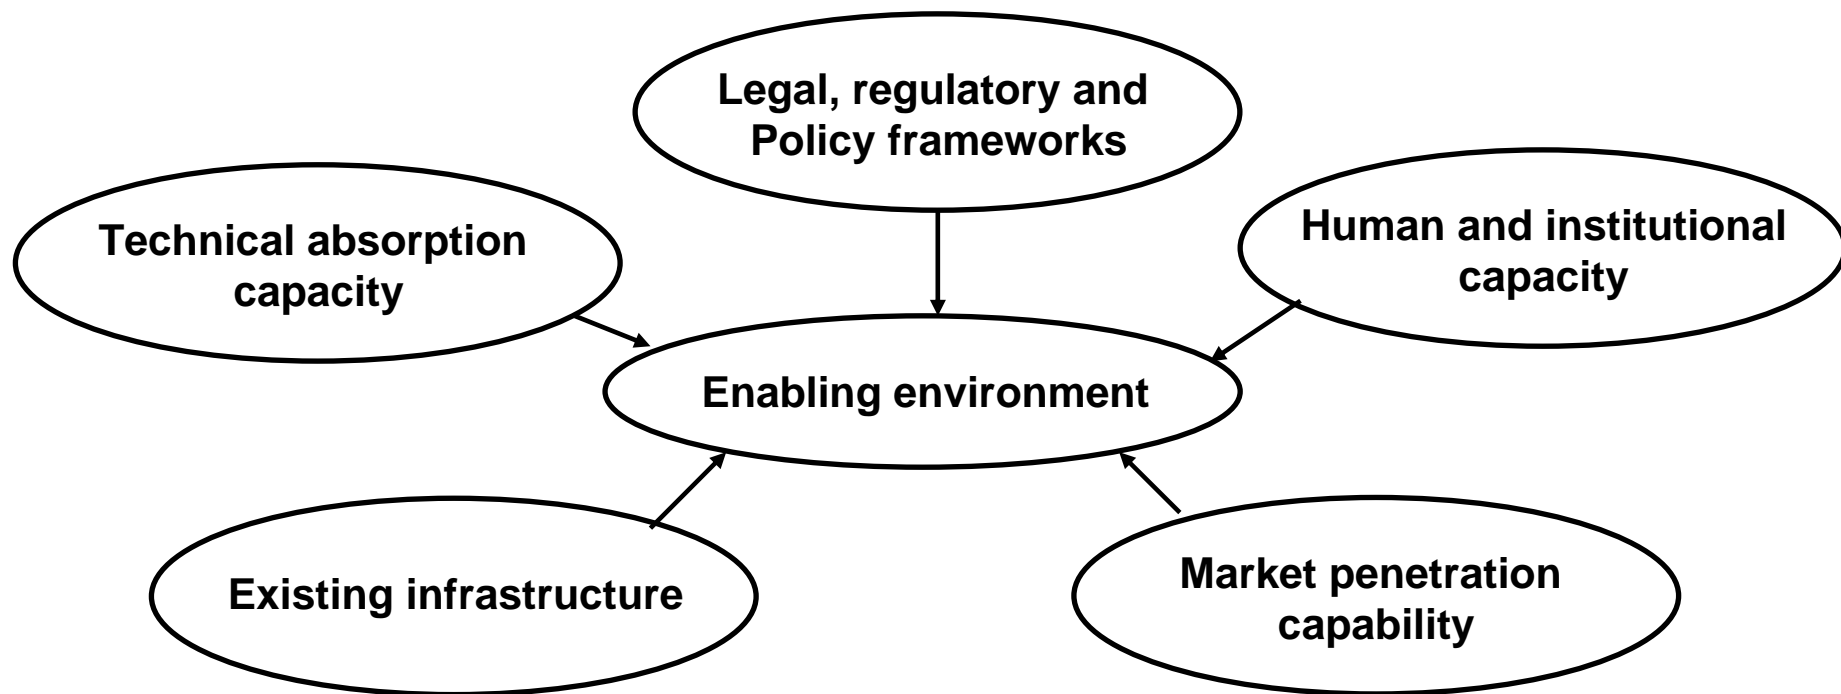 Legal, regulatory and
Policy frameworks
Technical absorption
capacity
Human and institutional
capacity
Enabling environment
Existing infrastructure
Market penetration
capability